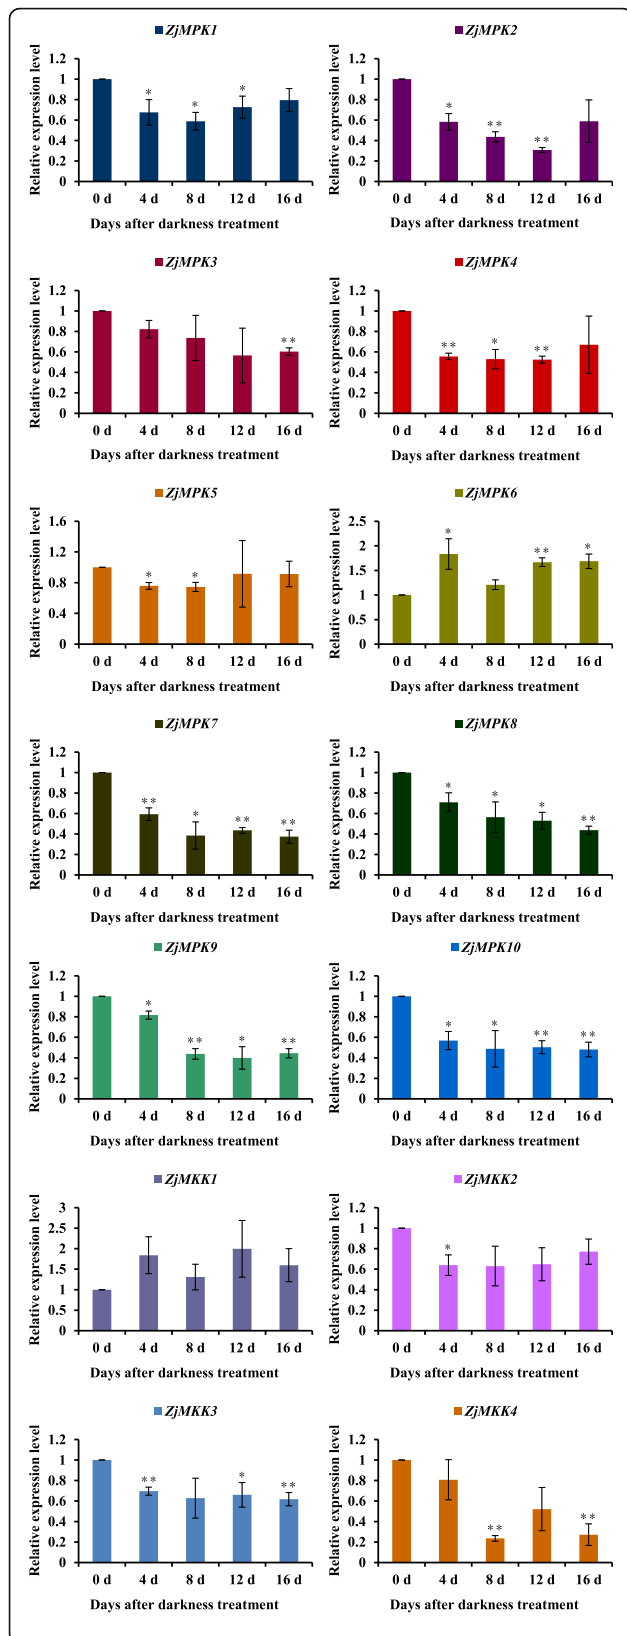 ZjMPK1
Relative expression level
1.2
1
0.8
0.6
0.4
0.2
0
* * *
0 d 4 d 8 d 12 d 16 d
Days after darkness treatment
ZjMPK2
Relative expression level
1.2
1
0.8
0.6
0.4
0.2
0
* ** **
0 d 4 d 8 d 12 d 16 d
Days after darkness treatment
ZjMPK3
Relative expression level
1.2
1
0.8
0.6
0.4
0.2
0
**
0 d 4 d 8 d 12 d 16 d
Days after darkness treatment
ZjMPK4
Relative expression level
1.2
1
0.8
0.6
0.4
0.2
0
** * **
0 d 4 d 8 d 12 d 16 d
Days after darkness treatment
ZjMPK5
Relative expression level
1.6
1.2
0.8
0.4
0
* *
0 d 4 d 8 d 12 d 16 d
Days after darkness treatment
ZjMPK6
Relative expression level
2.5
2
1.5
1
0.5
0
* ** *
0 d 4 d 8 d 12 d 16 d
Days after darkness treatment
ZjMPK7
Relative expression level
1.2
1
0.8
0.6
0.4
0.2
0
** * ** **
0 d 4 d 8 d 12 d 16 d
Days after darkness treatment
ZjMPK8
Relative expression level
1.2
1
0.8
0.6
0.4
0.2
0
* * * **
0 d 4 d 8 d 12 d 16 d
Days after darkness treatment
ZjMPK9
Relative expression level
1.2
1
0.8
0.6
0.4
0.2
0
* ** * **
0 d 4 d 8 d 12 d 16 d
Days after darkness treatment
ZjMPK10
Relative expression level
1.2
1
0.8
0.6
0.4
0.2
0
* * ** **
0 d 4 d 8 d 12 d 16 d
Days after darkness treatment
ZjMKK1
Relative expression level
3
2.5
2
1.5
1
0.5
0
0 d 4 d 8 d 12 d 16 d
Days after darkness treatment
ZjMKK2
Relative expression level
1.2
1
0.8
0.6
0.4
0.2
0
*
0 d 4 d 8 d 12 d 16 d
Days after darkness treatment
ZjMKK3
Relative expression level
1.2
1
0.8
0.6
0.4
0.2
0
** * **
0 d 4 d 8 d 12 d 16 d
Days after darkness treatment
ZjMKK4
Relative expression level
1.2
1
0.8
0.6
0.4
0.2
0
** **
0 d 4 d 8 d 12 d 16 d
Days after darkness treatment